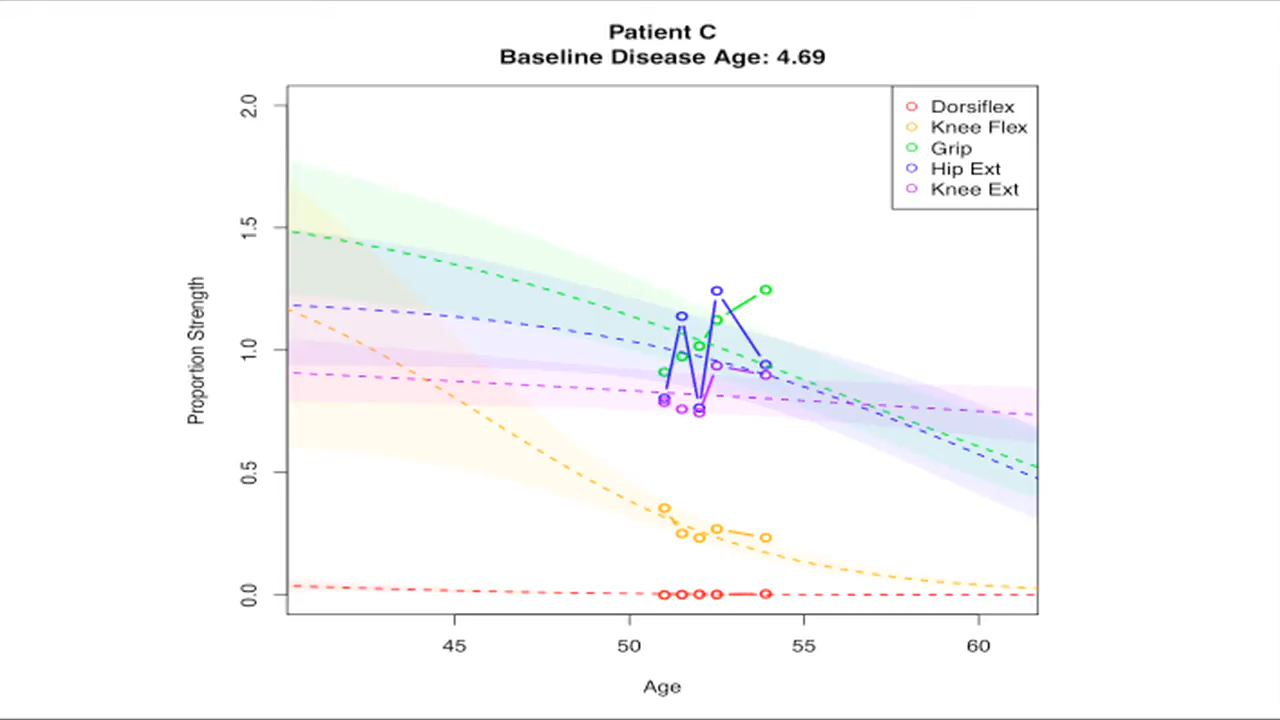 Patient C
Baseline Disease Age: 4.69
Dorsiflex
Knee Flex
Grip
Hip Ext
Knee Ext
Proportion Strength
2.0
1.5
1.0
0.5
0.0
45 50 55 60
Age